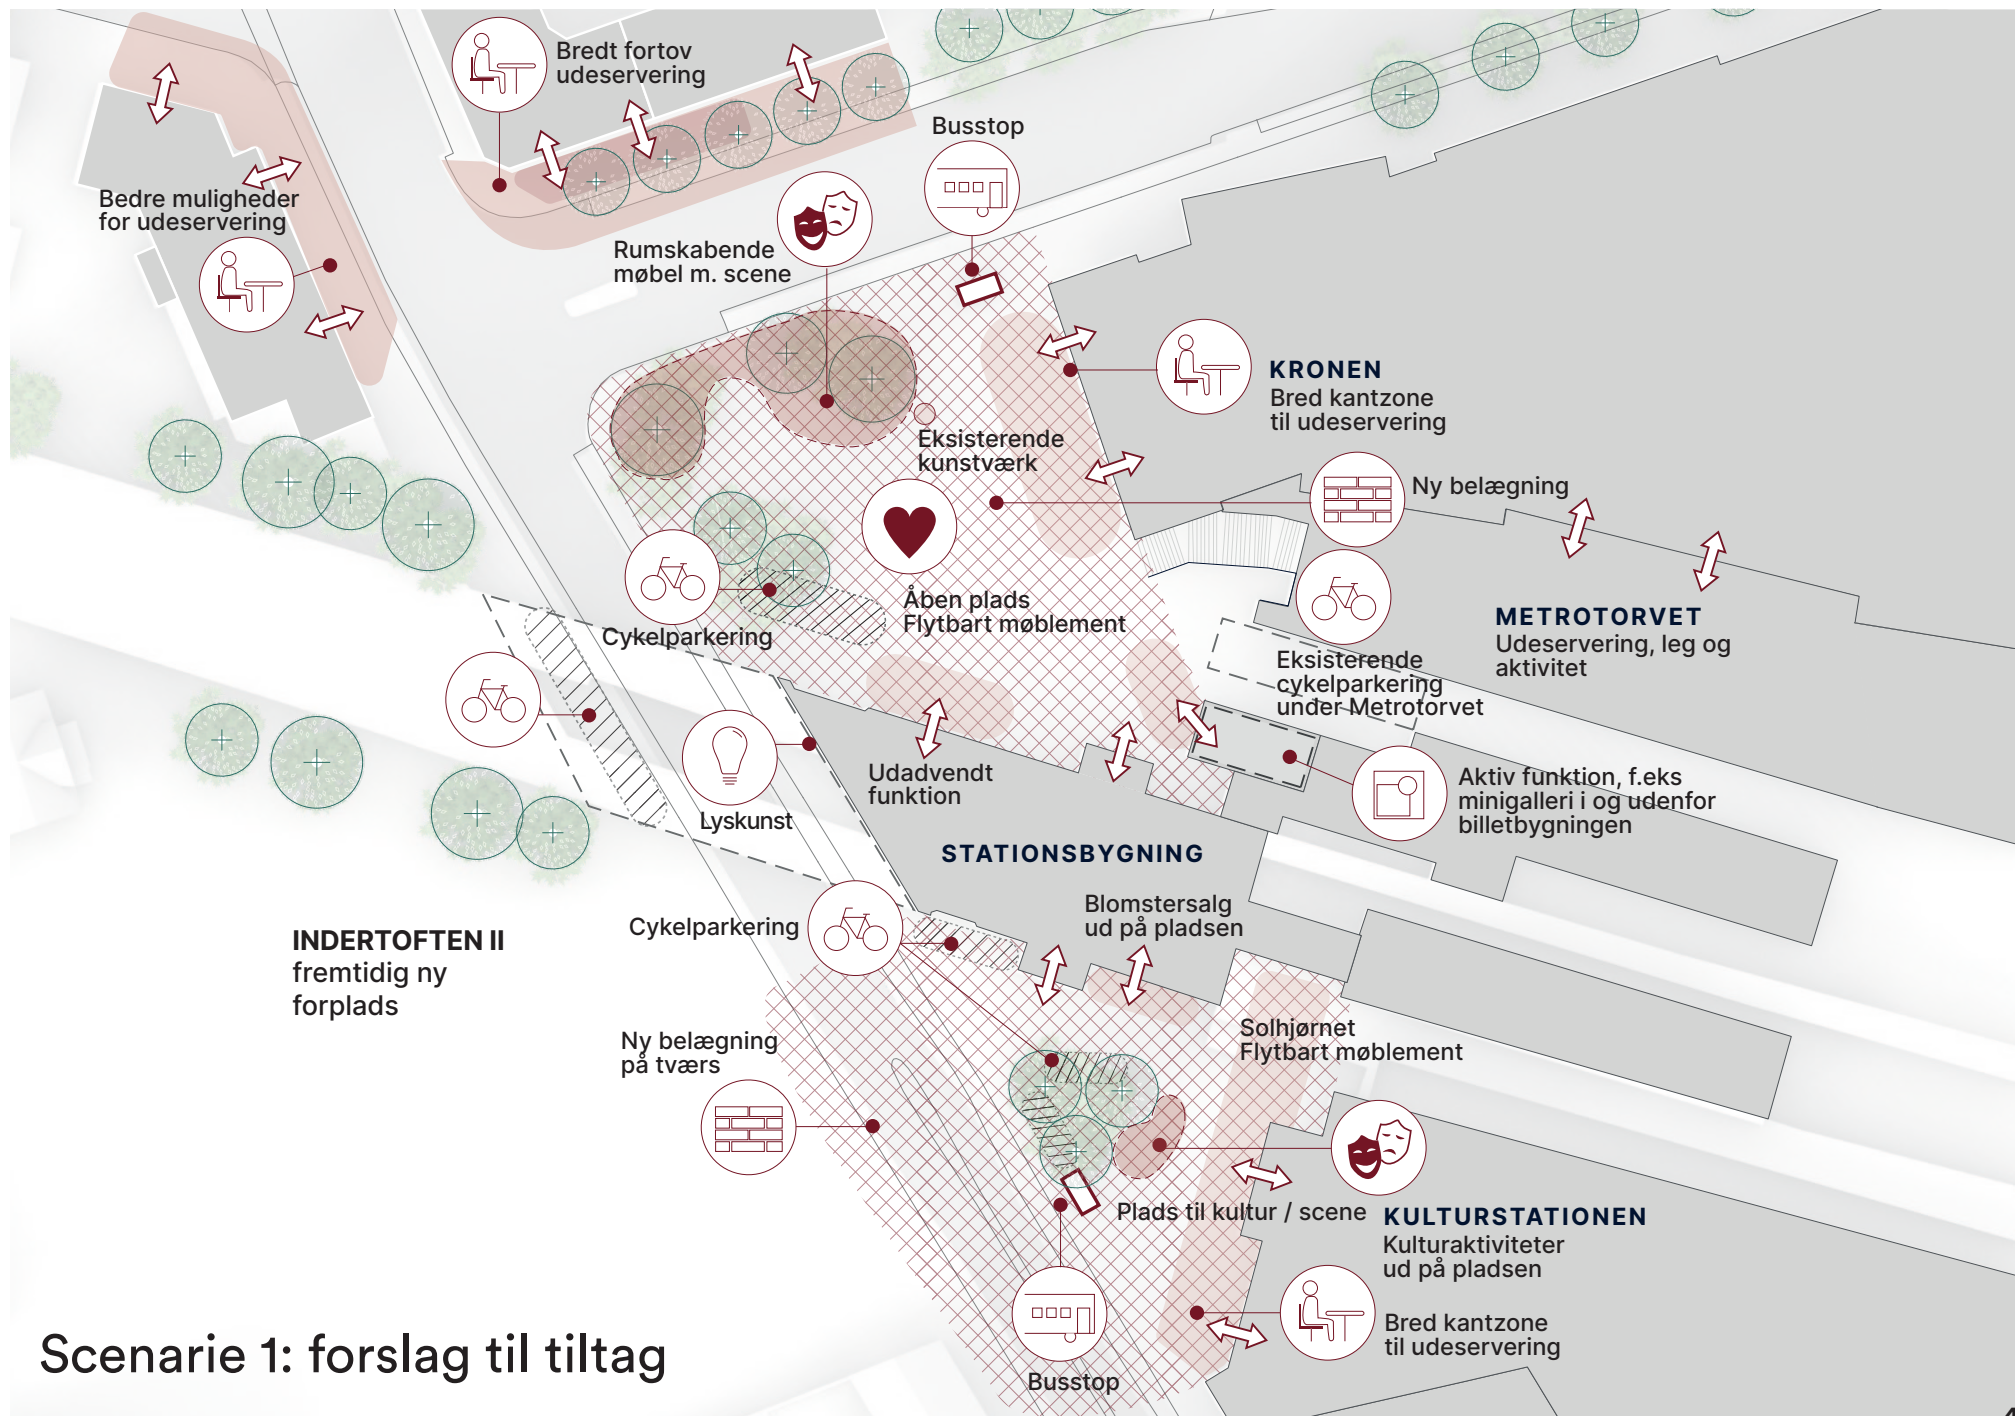 Bredt fortov
udeservering
Busstop
Bedre muligheder
for udeservering
Rumskabende
møbel m. scene
KRONEN
Bred kantzone
til udeservering
Eksisterende
kunstværk
Ny belægning
Åben plads
Flytbart møblement
Cykelparkering
METROTORVET
Udeservering, leg og
aktivitet
Eksisterende
cykelparkering
under Metrotorvet
Udadvendt
funktion
Lyskunst
Aktiv funktion, f.eks
minigalleri i og udenfor
billetbygningen
STATIONSBYGNING
Blomstersalg
ud på pladsen
Cykelparkering
INDERTOFTEN II
fremtidig ny
forplads
Solhjørnet
Flytbart møblement
Ny belægning
på tværs
Plads til kultur / scene
KULTURSTATIONEN
Kulturaktiviteter
ud på pladsen
Bred kantzone
til udeservering
Busstop
Scenarie 1: forslag til tiltag